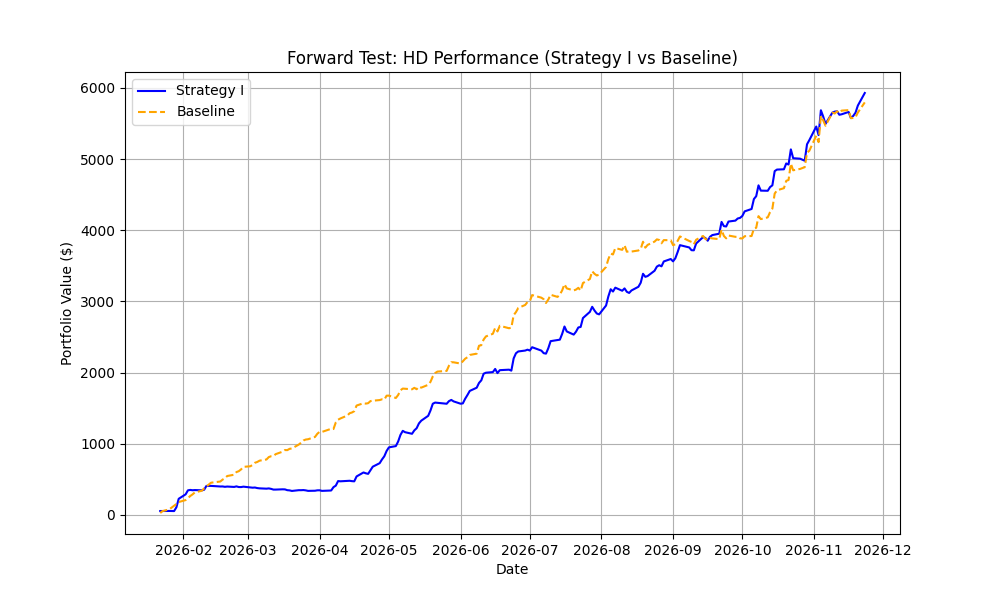 Forward Test: HD Performance (Strategy I vs Baseline)
Strategy I
Baseline
Portfolio Value ($)
6000
5000
4000
3000
2000
1000
0
2026-02 2026-03 2026-04 2026-05 2026-06 2026-07 2026-08 2026-09 2026-10 2026-11 2026-12
Date